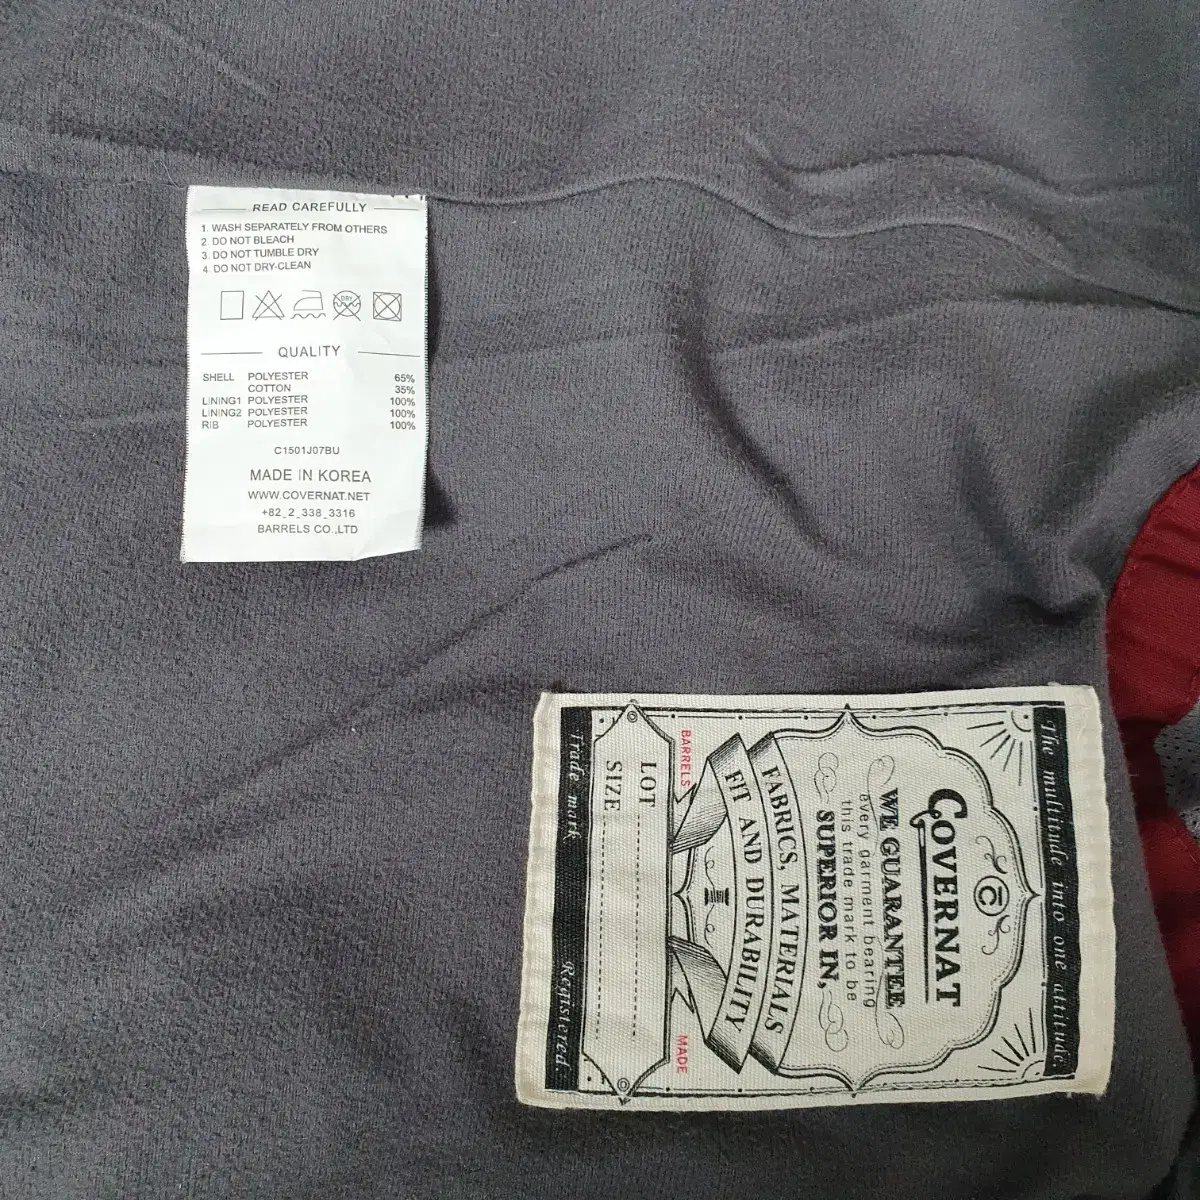 READ CAREFULLY
1. WASH SEPARATELY FROM OTHERS
2. DO NOT BLEACH
3. DO NOT TUMBLE DRY
4. DO NOT DRY-CLEAN
DRY
QUALITY
SHELL POLYESTER 65%
COTTON 35%
LINING1 POLYESTER 100%
LINING2 POLYESTER 100%
RIB POLYESTER 100%
C1501J07BU
MADE IN KOREA
WWW.COVERNAT.NET
+82_2_338_3316
BARRELS CO.,LTD
The multitude into one attitude.
C
COVERNAT
WE GUARANTEE
every garment bearing
this trade mark to be
SUPERIOR IN,
FABRICS, MATERIALS
FIT AND DURABILITY
BARRELS MADE
LOT
SIZE
Trade mark Registered.